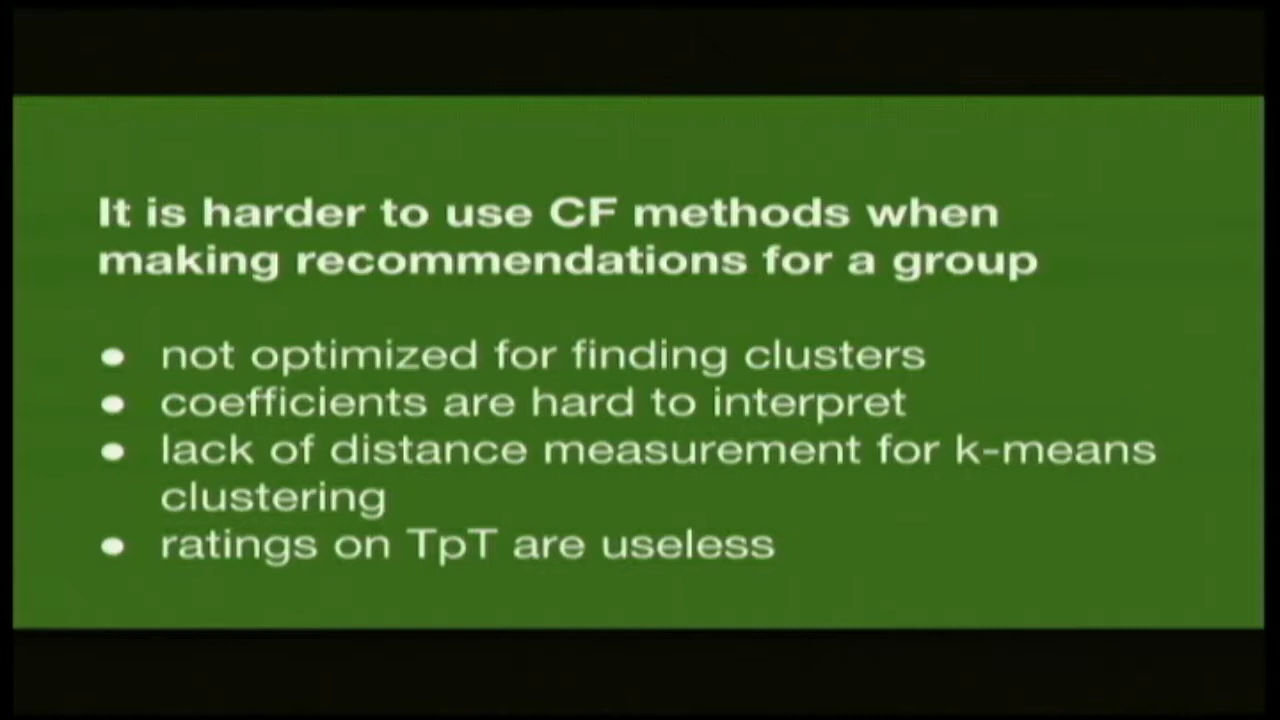 It is harder to use CF methods when
making recommendations for a group
● not optimized for finding clusters
● coefficients are hard to interpret
● lack of distance measurement for k-means
clustering
● ratings on TpT are useless